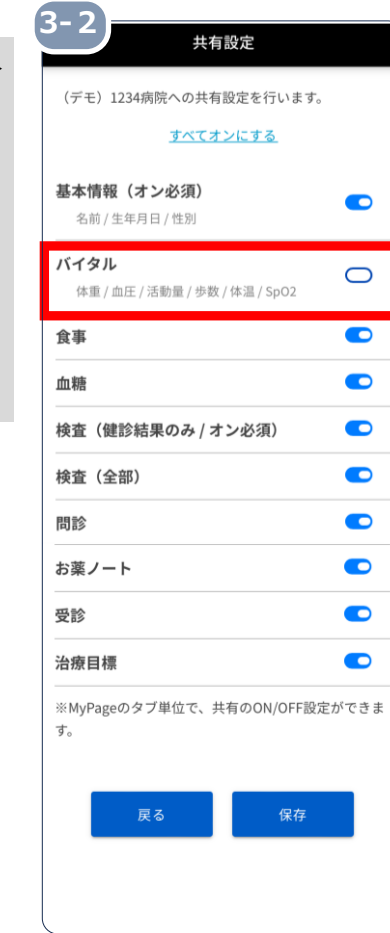 3-2
共有設定
（デモ）1234病院への共有設定を行います。
すべてオンにする
基本情報（オン必須）
名前 / 生年月日 / 性別
バイタル
体重 / 血圧 / 活動量 / 歩数 / 体温 / SpO2
食事
血糖
検査（健診結果のみ / オン必須）
検査（全部）
問診
お薬ノート
受診
治療目標
※MyPageのタブ単位で、共有のON/OFF設定ができま
す。
戻る
保存